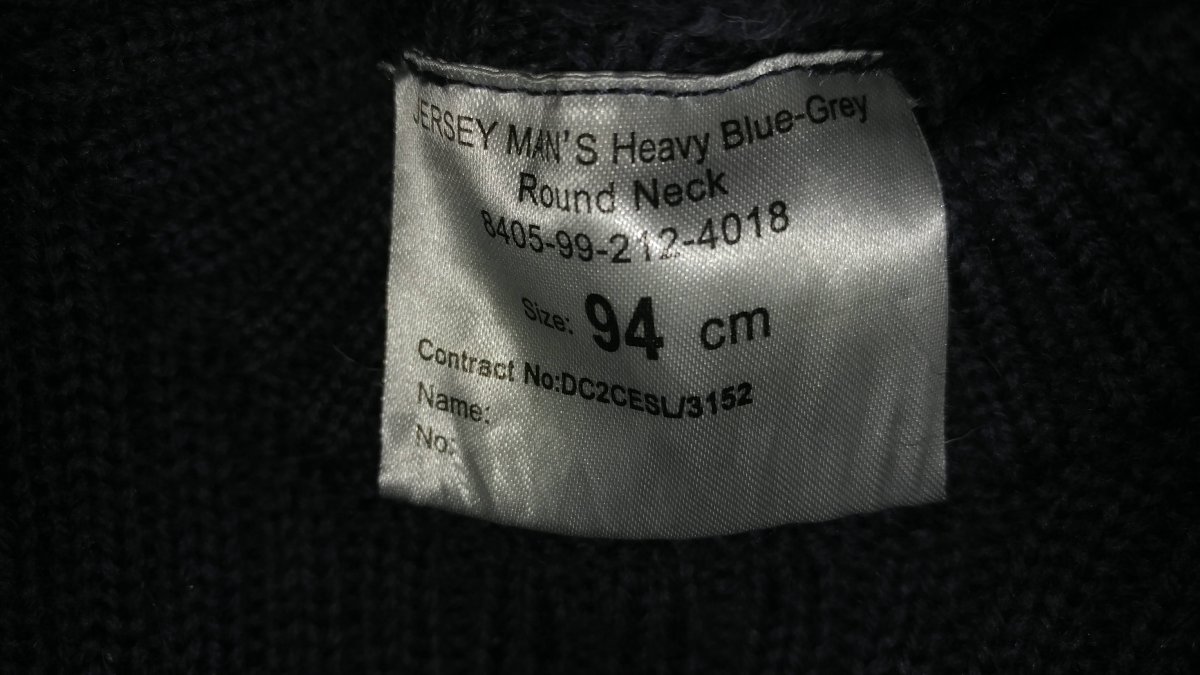 JERSEY MAN'S Heavy Blue-Grey
Round Neck
8405-99-212-4018
Size: 94 cm
Contract No:DC2CESL/3152
Name:
No: